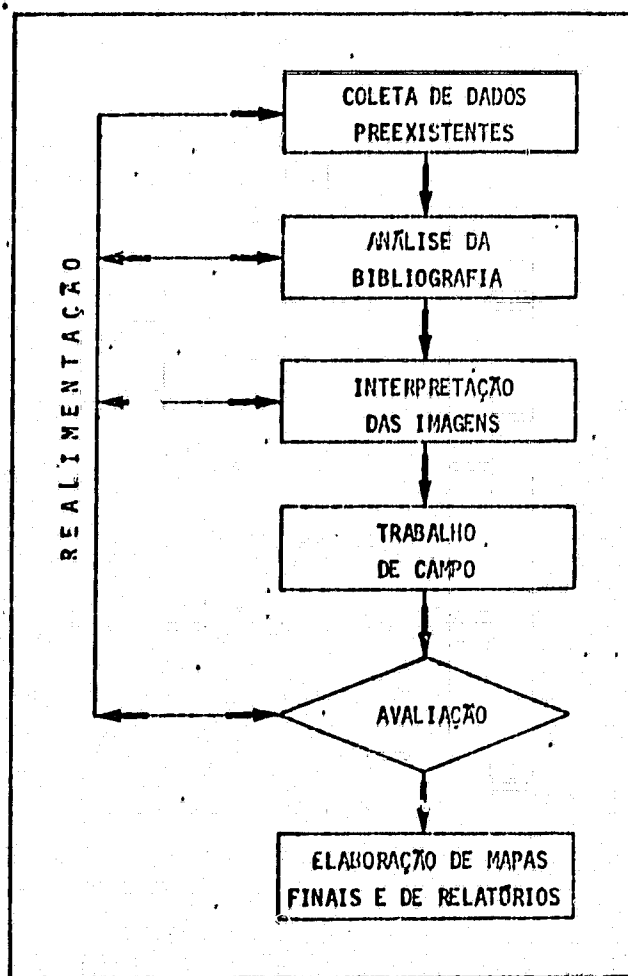 COLETA DE DADOS
PREEXISTENTES
ANÁLISE DA
BIBLIOGRAFIA
INTERPRETAÇÃO
DAS IMAGENS
TRABALHO
DE CAMPO
AVALIAÇÃO
ELABORAÇÃO DE MAPAS
FINAIS E DE RELATÓRIOS
REALIMENTAÇÃO